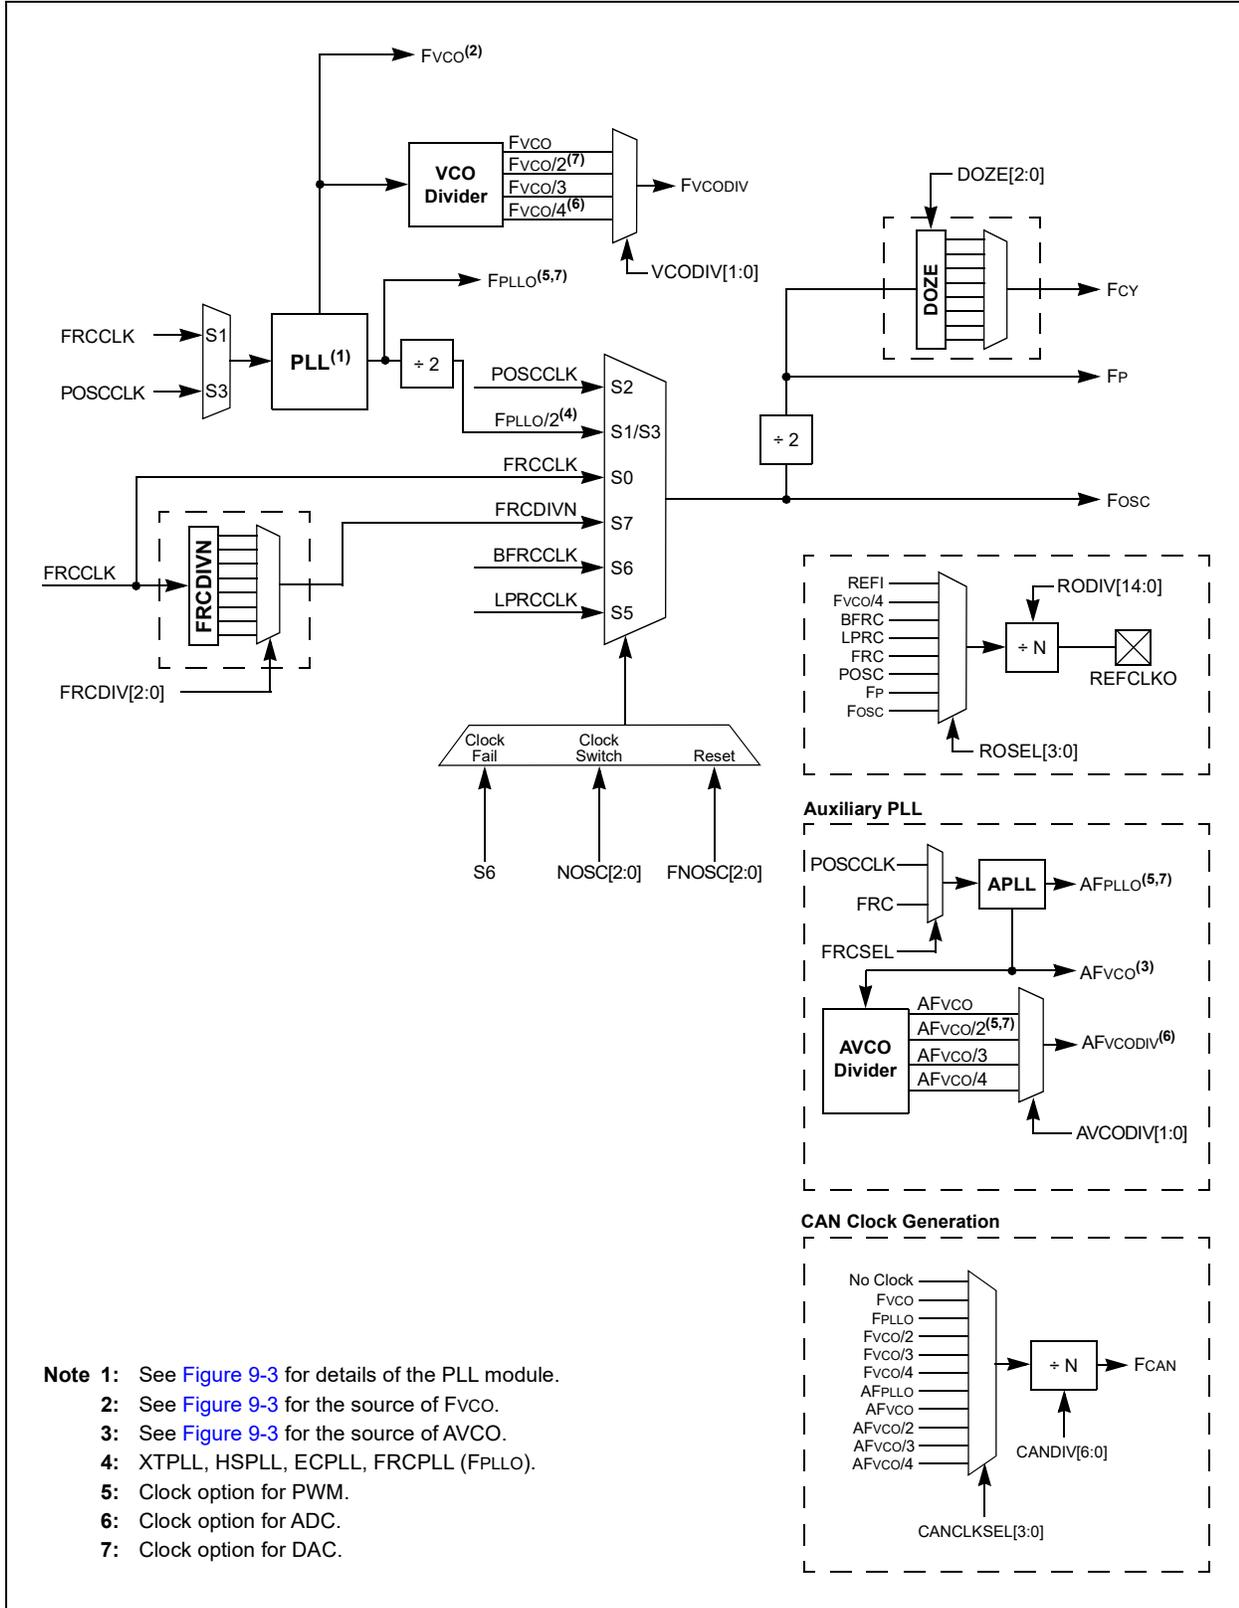 FVCO(2)
VCO
Divider
FVCO
FVCO/2(7)
FVCO/3
FVCO/4(6)
FVCODIV
VCODIV[1:0]
FPLLO(5,7)
FRCCLK
POSCCLK
S1
S3
PLL(1)
÷ 2
POSCCLK
S2
FPLLO/2(4)
S1/S3
FRCCLK
S0
FRCDIVN
S7
BFRCCLK
S6
LPRCCLK
S5
FRCCLK
FRCDIVN
FRCDIV[2:0]
Clock
Fail
Clock
Switch
Reset
S6
NOSC[2:0]
FNOSC[2:0]
DOZE[2:0]
DOZE
FCY
FP
÷ 2
FOSC
REFI
FVCO/4
BFRC
LPRC
FRC
POSC
FP
FOSC
RODIV[14:0]
÷ N
REFCLKO
ROSEL[3:0]
Auxiliary PLL
POSCCLK
FRC
FRCSEL
APLL
AFPLLO(5,7)
AFVCO(3)
AVCO
Divider
AFVCO
AFVCO/2(5,7)
AFVCO/3
AFVCO/4
AFVCODIV(6)
AVCODIV[1:0]
CAN Clock Generation
No Clock
FVCO
FPLLO
FVCO/2
FVCO/3
FVCO/4
AFPLLO
AFVCO
AFVCO/2
AFVCO/3
AFVCO/4
÷ N
FCAN
CANDIV[6:0]
CANCLKSEL[3:0]
Note 1: See Figure 9-3 for details of the PLL module.
2: See Figure 9-3 for the source of FVCO.
3: See Figure 9-3 for the source of AVCO.
4: XTPLL, HSPLL, ECPLL, FRCPLL (FPLLO).
5: Clock option for PWM.
6: Clock option for ADC.
7: Clock option for DAC.